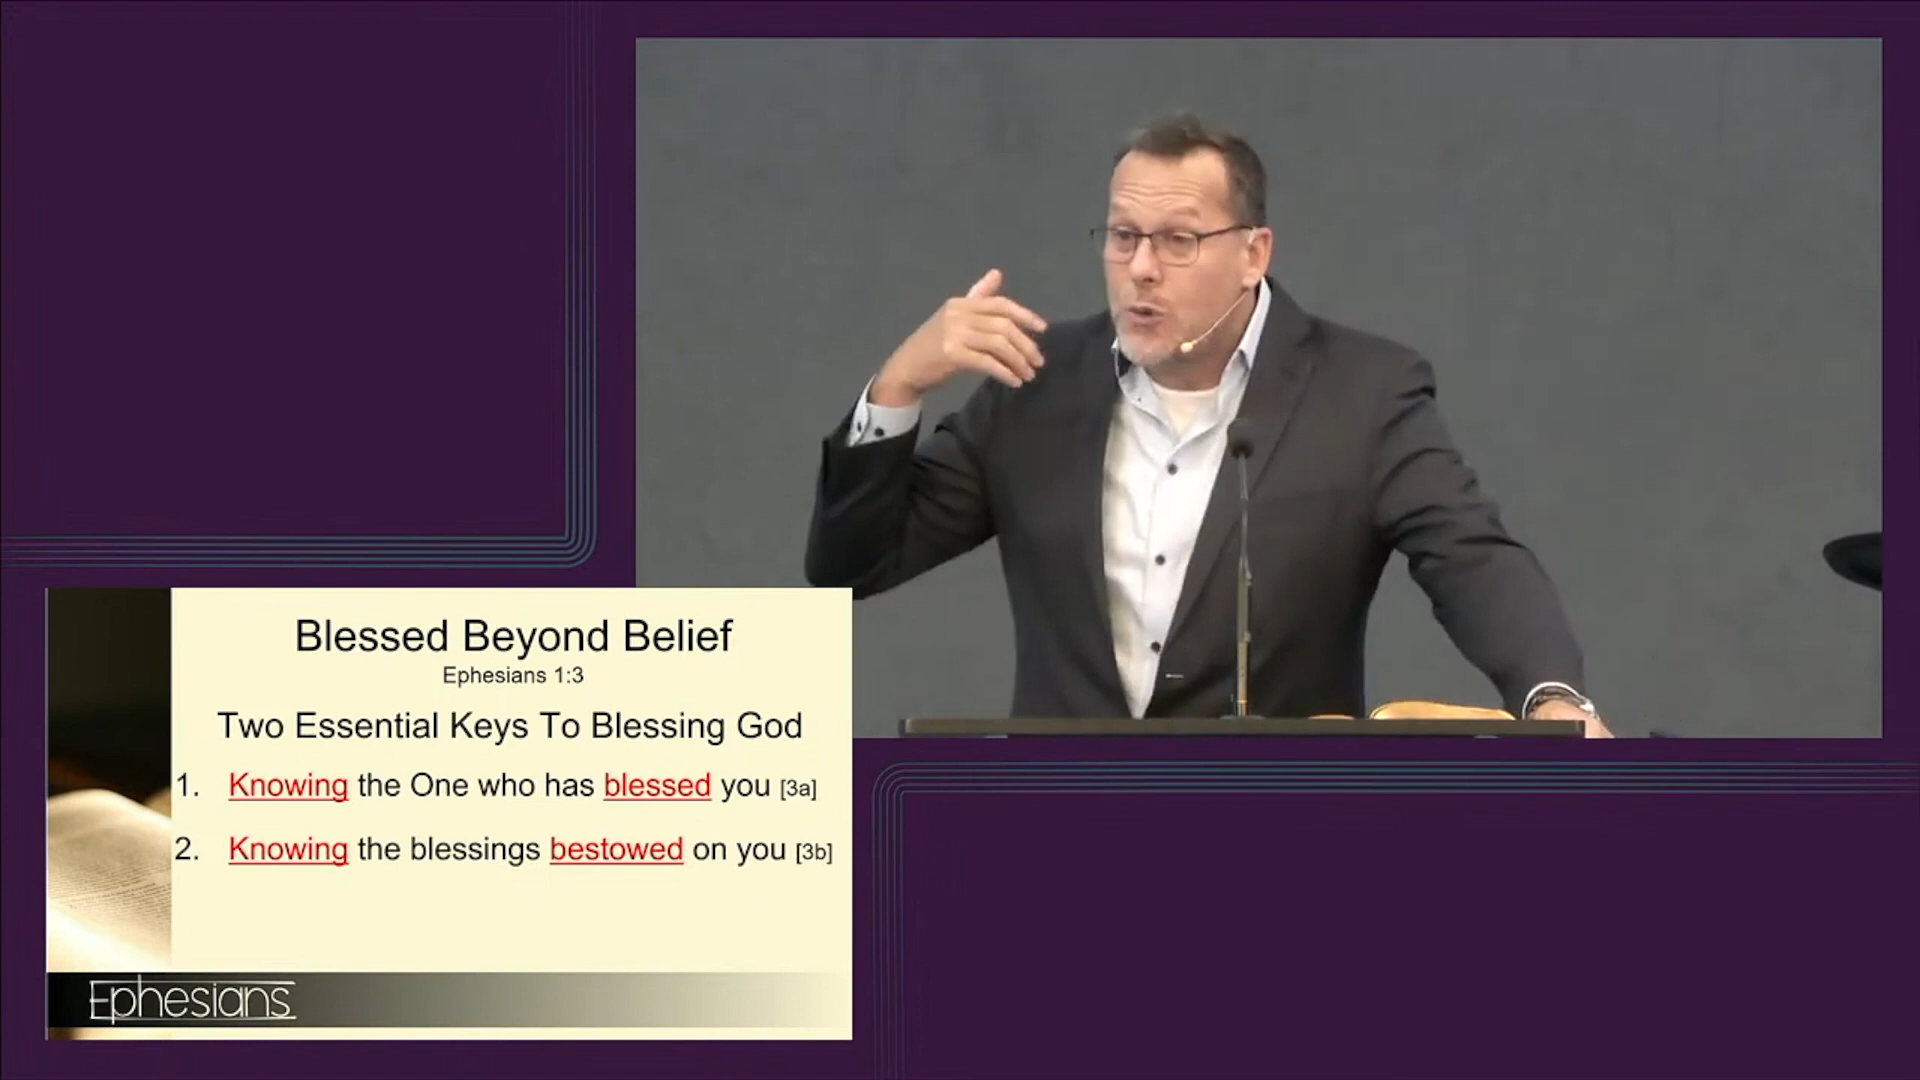 Blessed Beyond Belief
Ephesians 1:3
Two Essential Keys To Blessing God
1. Knowing the One who has blessed you [3a]
2. Knowing the blessings bestowed on you [3b]
Ephesians